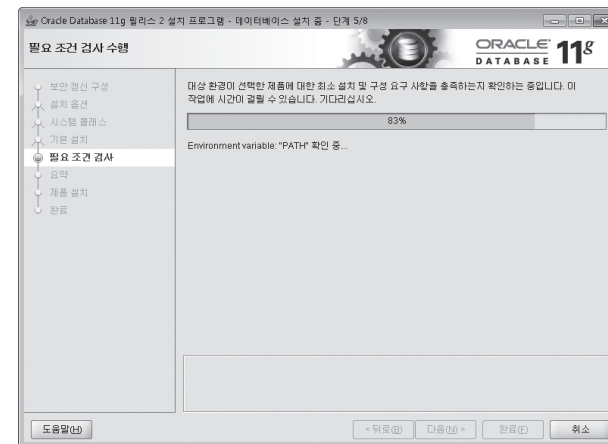 Oracle Database 11g 릴리스 2 설치 프로그램 - 데이터베이스 설치 중 - 단계 5/8
필요 조건 검사 수행
ORACLE 11g
DATABASE
보안 갱신 구성
설치 옵션
시스템 클래스
기본 설치
필요 조건 검사
요약
제품 설치
완료
대상 환경이 선택한 제품에 대한 최소 설치 및 구성 요구 사항을 충족하는지 확인하는 중입니다. 이
작업에 시간이 걸릴 수 있습니다. 기다리십시오.
83%
Environment variable: "PATH" 확인 중...
도움말(H)
< 뒤로(B)
다음(N) >
완료(F)
취소